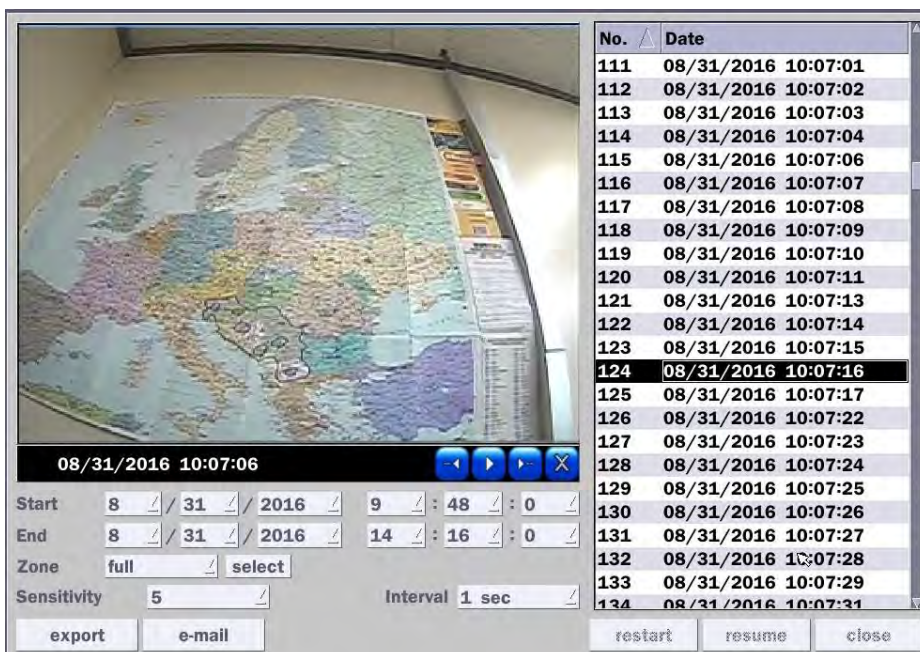 No. Date
111 08/31/2016 10:07:01
112 08/31/2016 10:07:02
113 08/31/2016 10:07:03
114 08/31/2016 10:07:04
115 08/31/2016 10:07:06
116 08/31/2016 10:07:07
117 08/31/2016 10:07:08
118 08/31/2016 10:07:09
119 08/31/2016 10:07:10
120 08/31/2016 10:07:11
121 08/31/2016 10:07:13
122 08/31/2016 10:07:14
123 08/31/2016 10:07:15
124 08/31/2016 10:07:16
125 08/31/2016 10:07:17
126 08/31/2016 10:07:22
127 08/31/2016 10:07:23
128 08/31/2016 10:07:24
129 08/31/2016 10:07:25
130 08/31/2016 10:07:26
131 08/31/2016 10:07:27
132 08/31/2016 10:07:28
133 08/31/2016 10:07:29
134 08/31/2016 10:07:31
08/31/2016 10:07:06
Start 8 / 31 / 2016 9 : 48 : 0
End 8 / 31 / 2016 14 : 16 : 0
Zone full select
Sensitivity 5 Interval 1 sec
export e-mail restart resume close